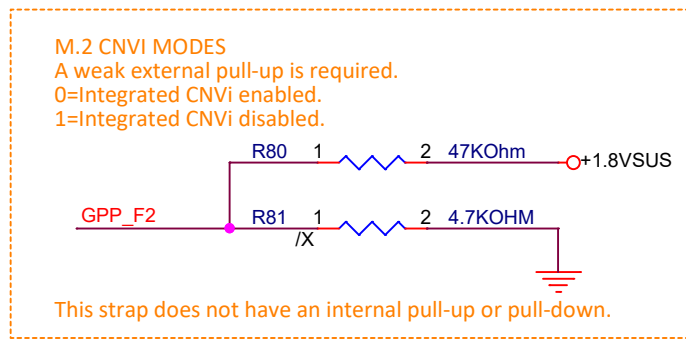 M.2 CNVI MODES
A weak external pull-up is required.
0=Integrated CNVi enabled.
1=Integrated CNVi disabled.
R80 1 2 47KOhm +1.8VSUS
GPP_F2 R81 1 2 4.7KOHM
/X
This strap does not have an internal pull-up or pull-down.